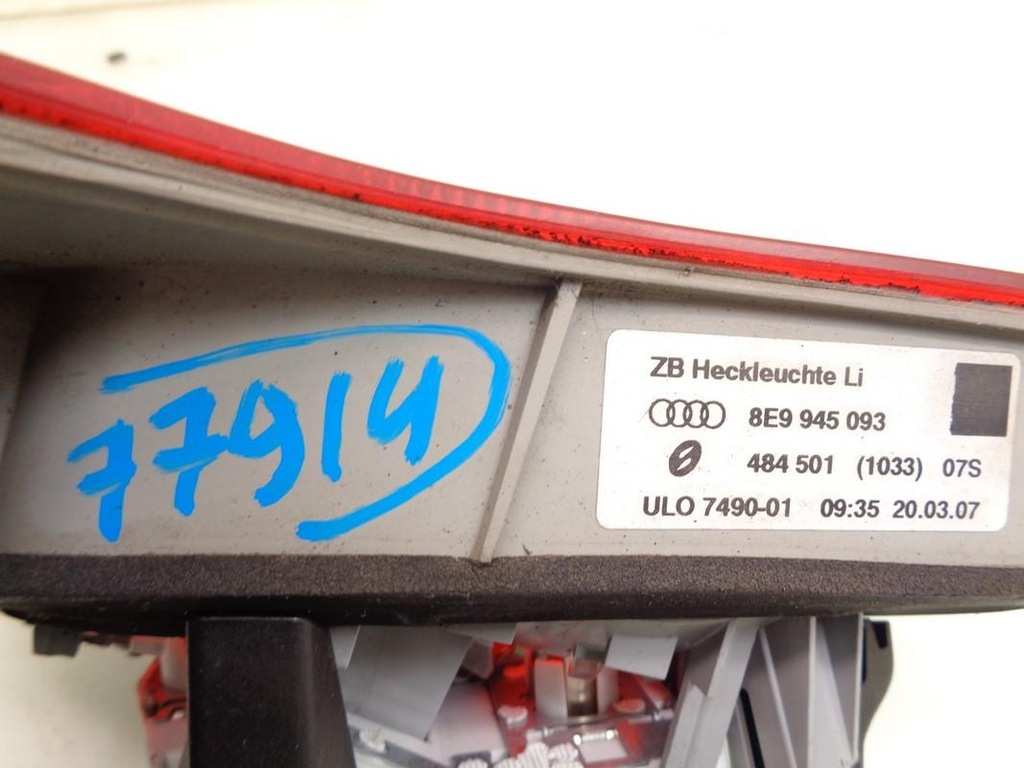 77914
ZB Heckleuchte Li
8E9 945 093
484 501 (1033) 07S
ULO 7490-01 09:35 20.03.07